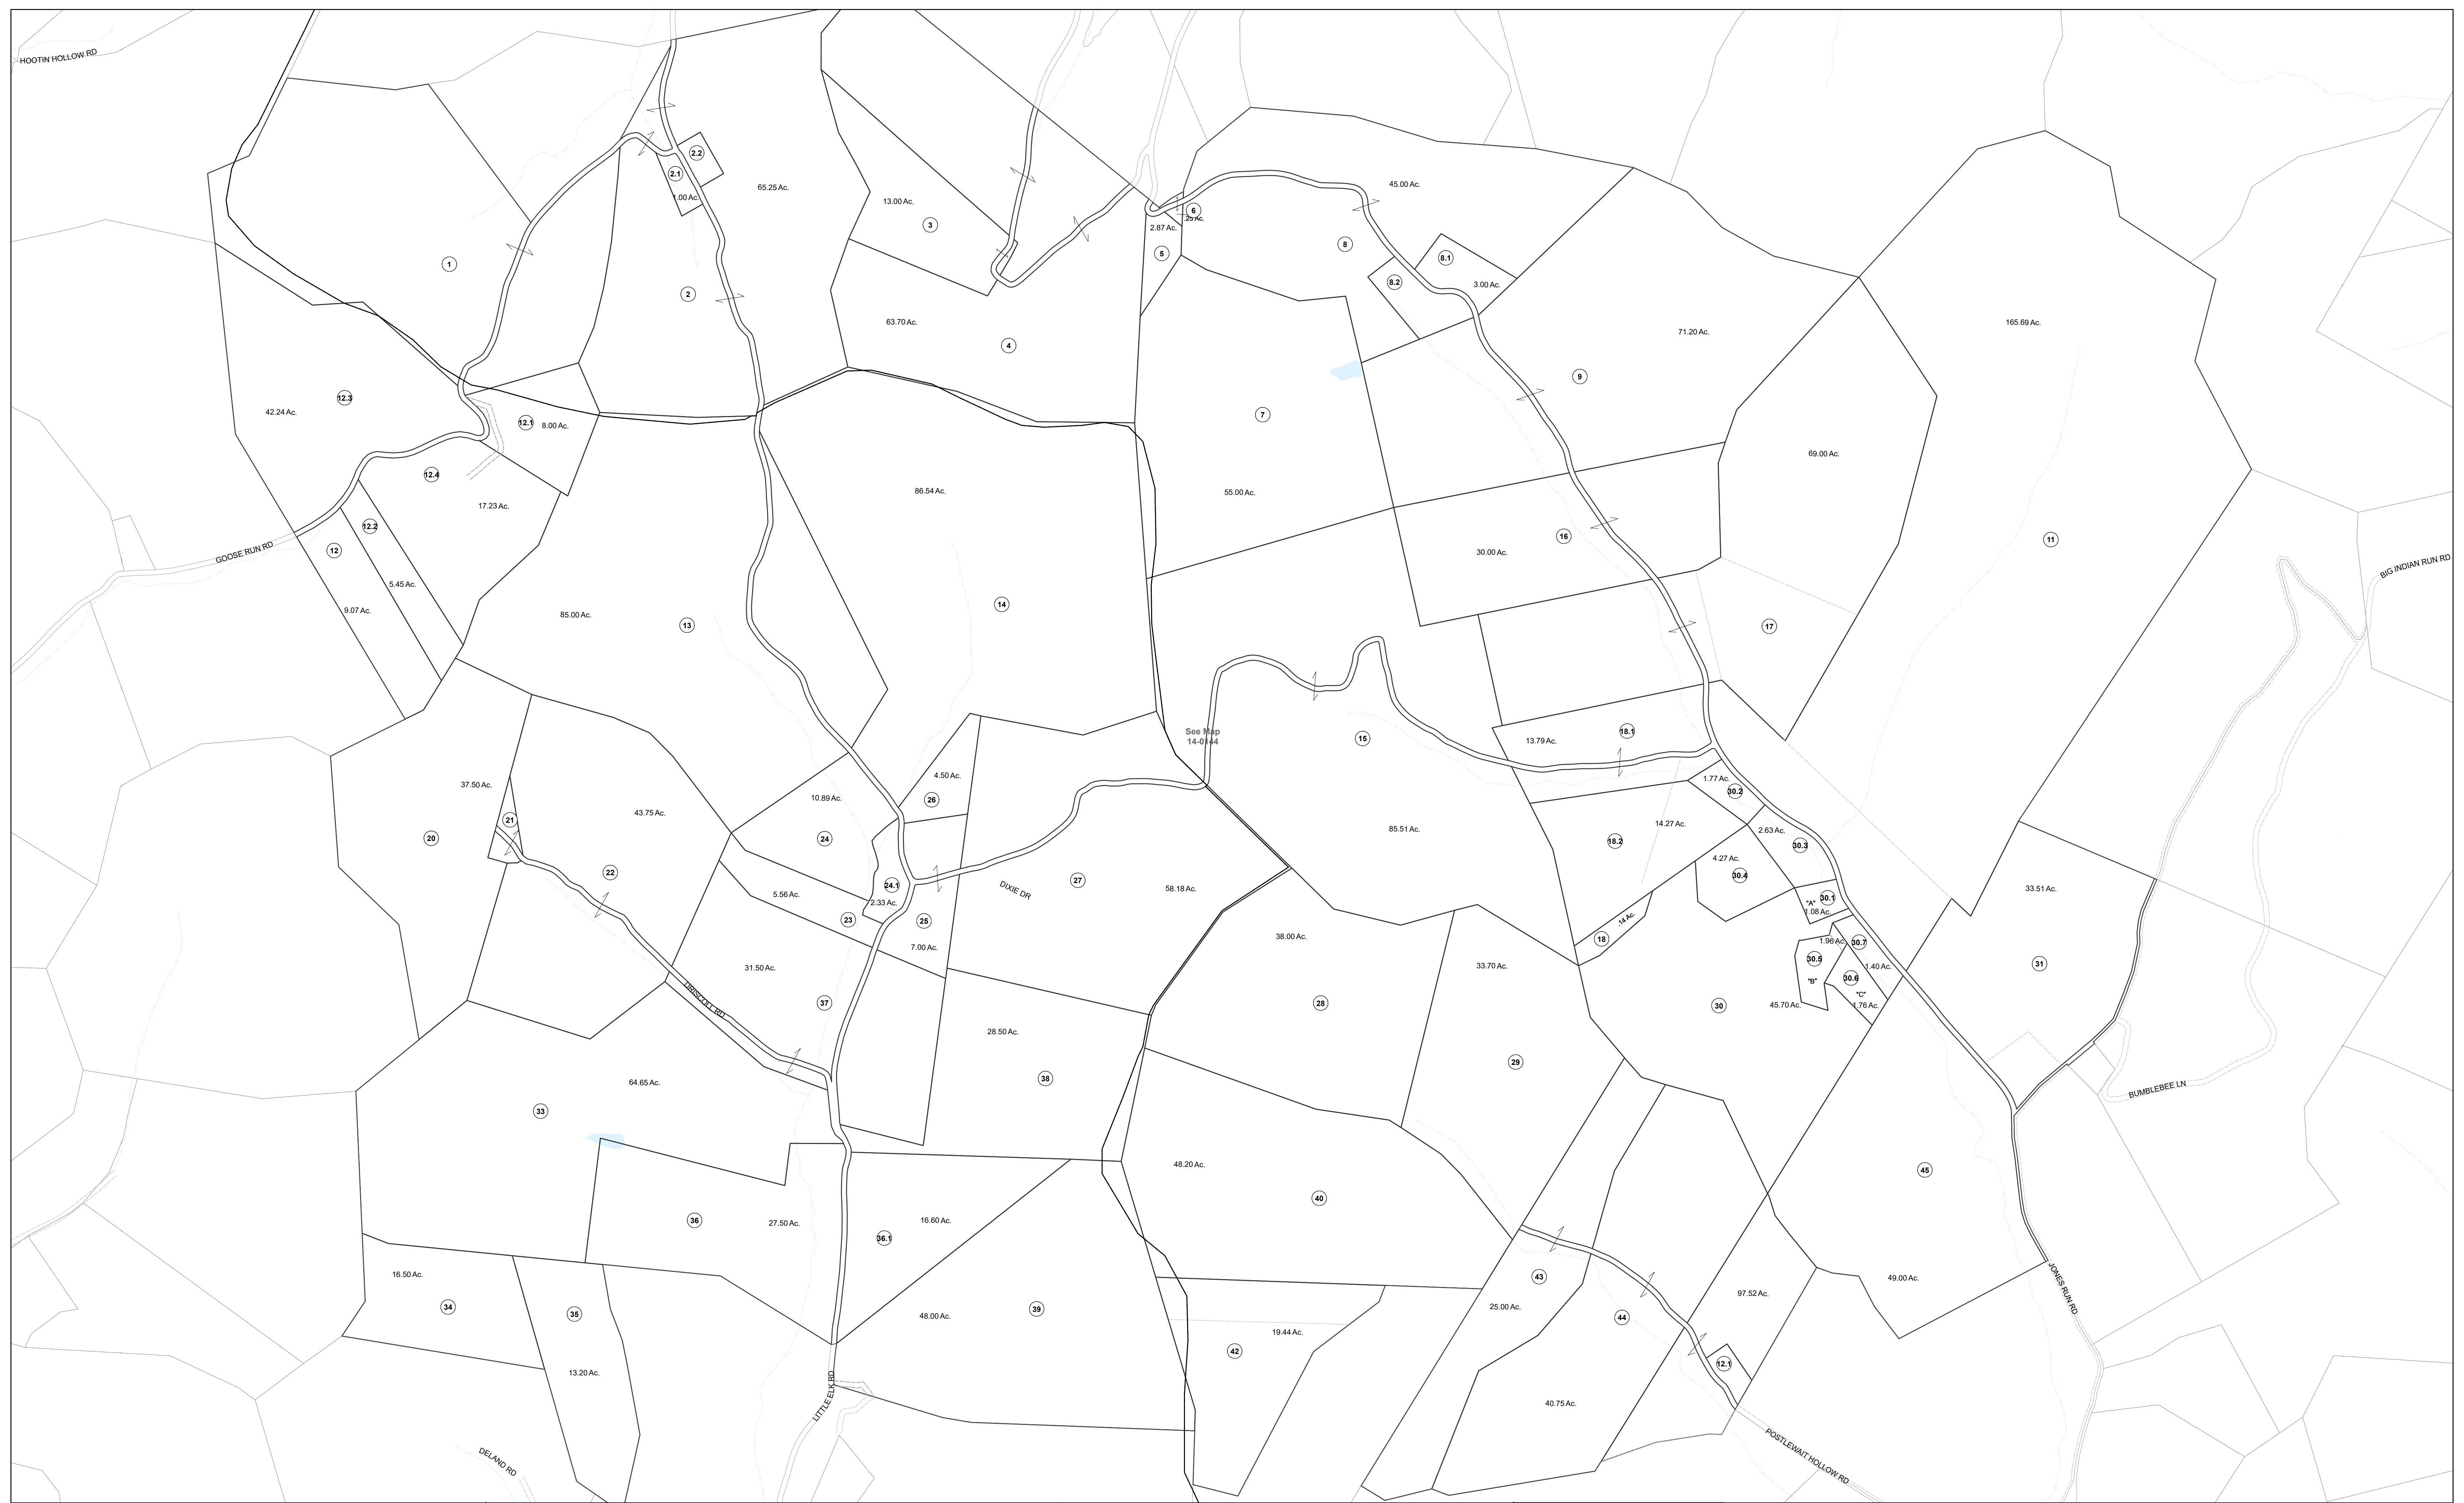 HOOTIN HOLLOW RD
2.2
2.1
1.00 Ac.
65.25 Ac.
13.00 Ac.
3
45.00 Ac.
6
.25 Ac.
2.87 Ac.
5
8
8.1
8.2
3.00 Ac.
1
2
63.70 Ac.
4
71.20 Ac.
165.69 Ac.
9
12.3
42.24 Ac.
12.1
8.00 Ac.
7
12.4
17.23 Ac.
86.54 Ac.
55.00 Ac.
69.00 Ac.
12.2
12
GOOSE RUN RD
5.45 Ac.
9.07 Ac.
16
30.00 Ac.
11
BIG INDIAN RUN RD
85.00 Ac.
13
14
17
See Map
14-0144
15
18.1
13.79 Ac.
37.50 Ac.
4.50 Ac.
26
10.89 Ac.
1.77 Ac.
30.2
21
43.75 Ac.
20
24
85.51 Ac.
14.27 Ac.
18.2
2.63 Ac.
30.3
4.27 Ac.
30.4
22
5.56 Ac.
24.1
2.33 Ac.
23
25
DIXIE DR
27
58.18 Ac.
30.1
"A"
1.08 Ac.
33.51 Ac.
7.00 Ac.
38.00 Ac.
.14 Ac.
18
1.96 Ac.
30.7
30.5
31.50 Ac.
33.70 Ac.
1.40 Ac.
31
"B"
30.6
"C"
1.76 Ac.
DRISCOLL RD
37
28
30
45.70 Ac.
28.50 Ac.
38
29
64.65 Ac.
33
BUMBLEBEE LN
48.20 Ac.
40
45
36
27.50 Ac.
16.60 Ac.
36.1
16.50 Ac.
34
35
48.00 Ac.
39
43
25.00 Ac.
44
97.52 Ac.
49.00 Ac.
JONES RUN RD
19.44 Ac.
42
12.1
13.20 Ac.
LITTLE ELK RD
40.75 Ac.
DELAND RD
POSTLEWAIT HOLLOW RD